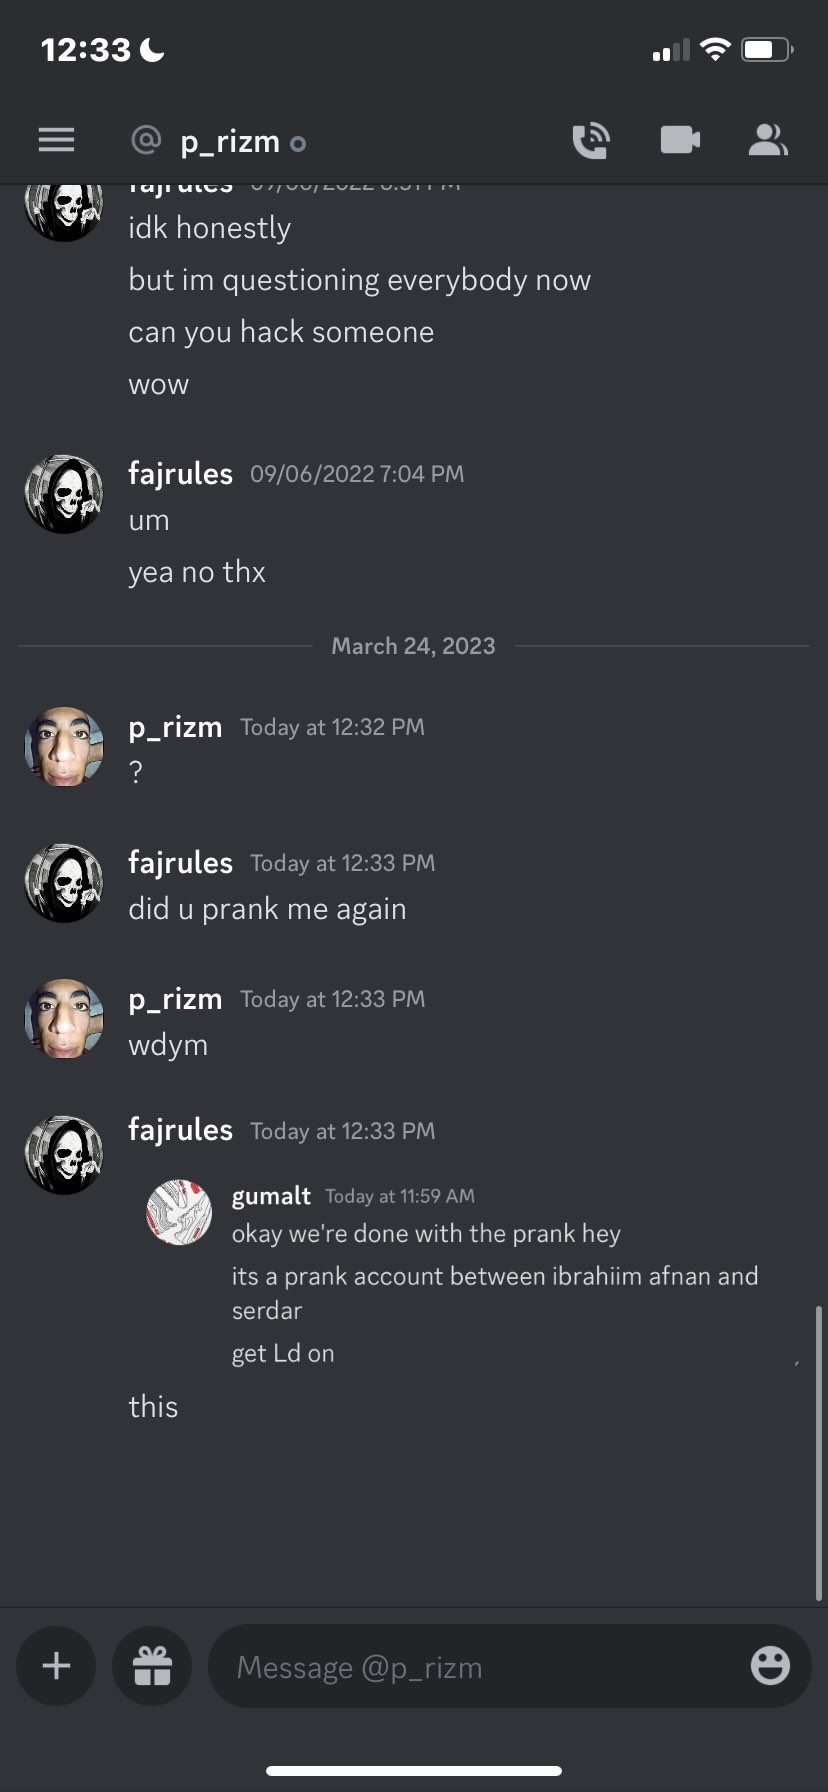 12:33
@ p_rizm
fajrules
idk honestly
but im questioning everybody now
can you hack someone
wow
fajrules 09/06/2022 7:04 PM
um
yea no thx
March 24, 2023
p_rizm Today at 12:32 PM
?
fajrules Today at 12:33 PM
did u prank me again
p_rizm Today at 12:33 PM
wdym
fajrules Today at 12:33 PM
gumalt Today at 11:59 AM
okay we're done with the prank hey
its a prank account between ibrahiim afnan and
serdar
get Ld on
this
Message @p_rizm